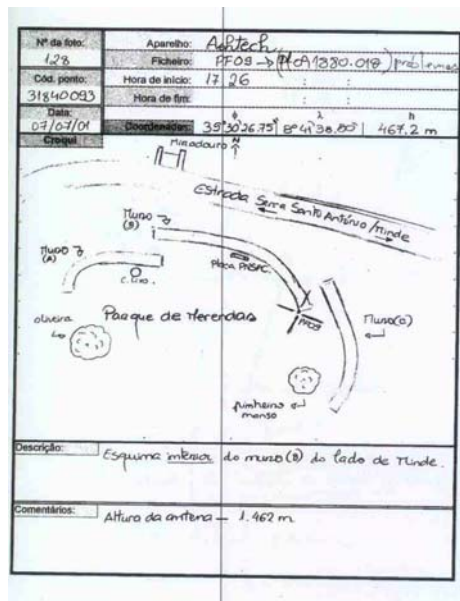 Nº da foto: Aparelho: Ashtech
128 Ficheiro: PF09 → problemas
Cód. ponto: Hora de início: 17 26
31840093 Hora de fim:
Data: φ λ h
07/07/01 Coordenadas: 39°30'26.75" 8º41'38.80" 467.2 m
Croqui
Miradouro N
Estrada Serra Santo António/Minde
Muro (B)
Muro (A)
Placa PNSAC.
C. Lixo.
PF09
Muro (C)
oliveira
Parque de Merendas
pinheiro manso
Descrição: Esquina interior do muro (B) do lado de Minde.
Comentários: Altura da antena — 1.462 m